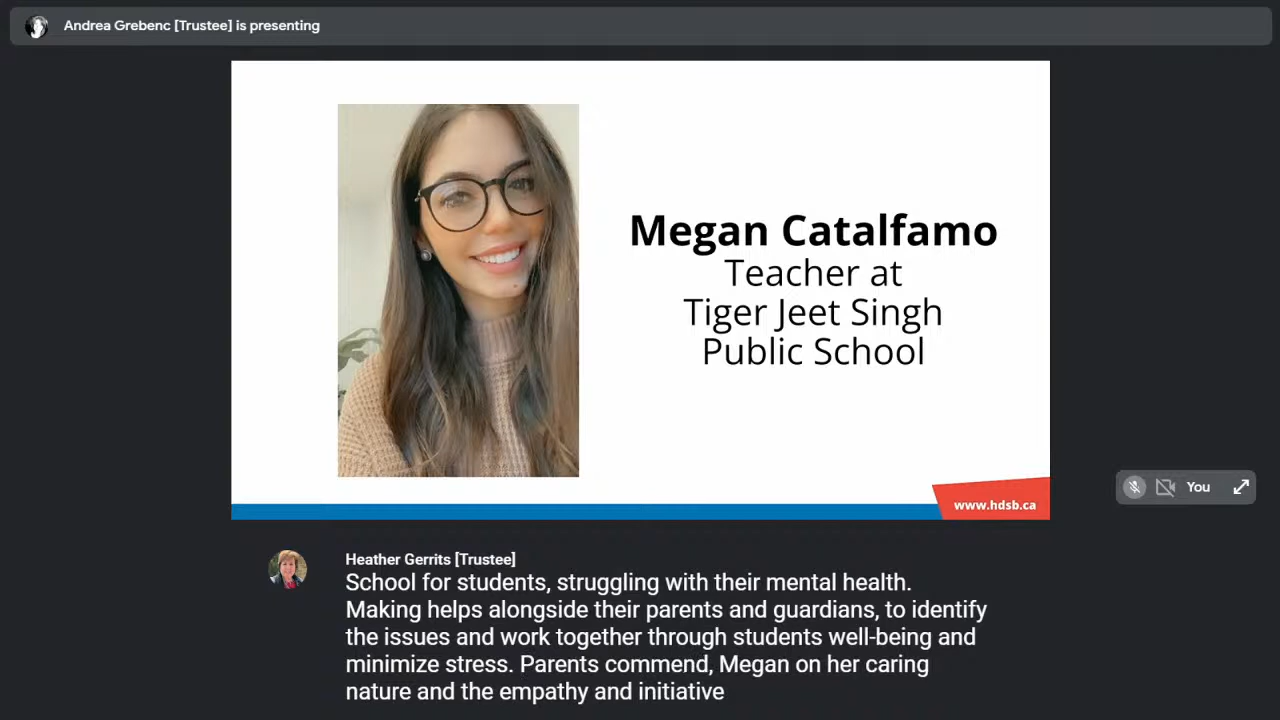 Andrea Grebenc [Trustee] is presenting
Megan Catalfamo
Teacher at
Tiger Jeet Singh
Public School
www.hdsb.ca
You
Heather Gerrits [Trustee]
School for students, struggling with their mental health.
Making helps alongside their parents and guardians, to identify
the issues and work together through students well-being and
minimize stress. Parents commend, Megan on her caring
nature and the empathy and initiative